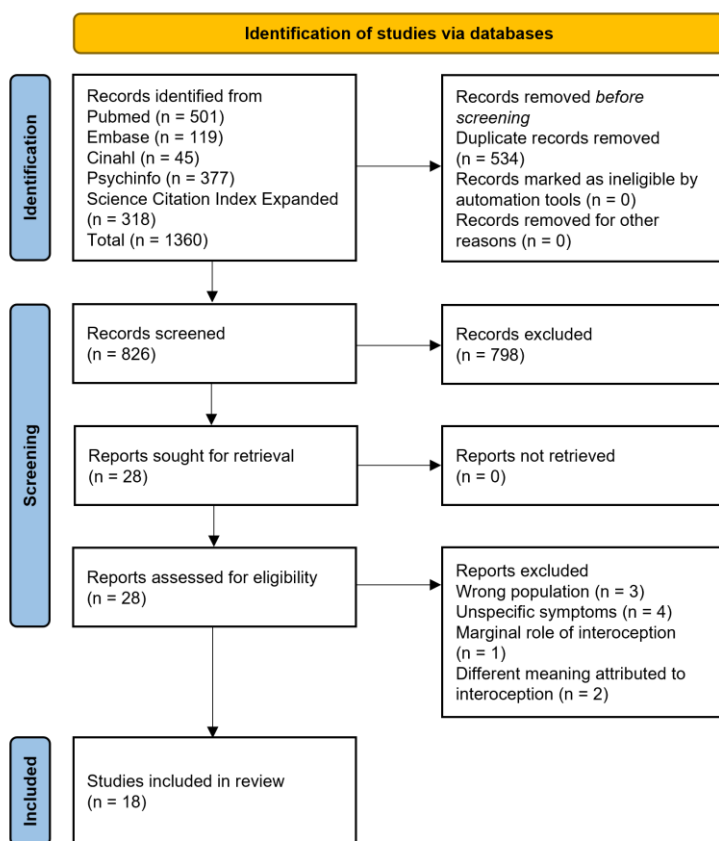 Identification of studies via databases
Identification
Records identified from
Pubmed (n = 501)
Embase (n = 119)
Cinahl (n = 45)
Psychinfo (n = 377)
Science Citation Index Expanded
(n = 318)
Total (n = 1360)
Records removed before
screening
Duplicate records removed
(n = 534)
Records marked as ineligible by
automation tools (n = 0)
Records removed for other
reasons (n = 0)
Screening
Records screened
(n = 826)
Records excluded
(n = 798)
Reports sought for retrieval
(n = 28)
Reports not retrieved
(n = 0)
Reports assessed for eligibility
(n = 28)
Reports excluded
Wrong population (n = 3)
Unspecific symptoms (n = 4)
Marginal role of interoception
(n = 1)
Different meaning attributed to
interoception (n = 2)
Included
Studies included in review
(n = 18)